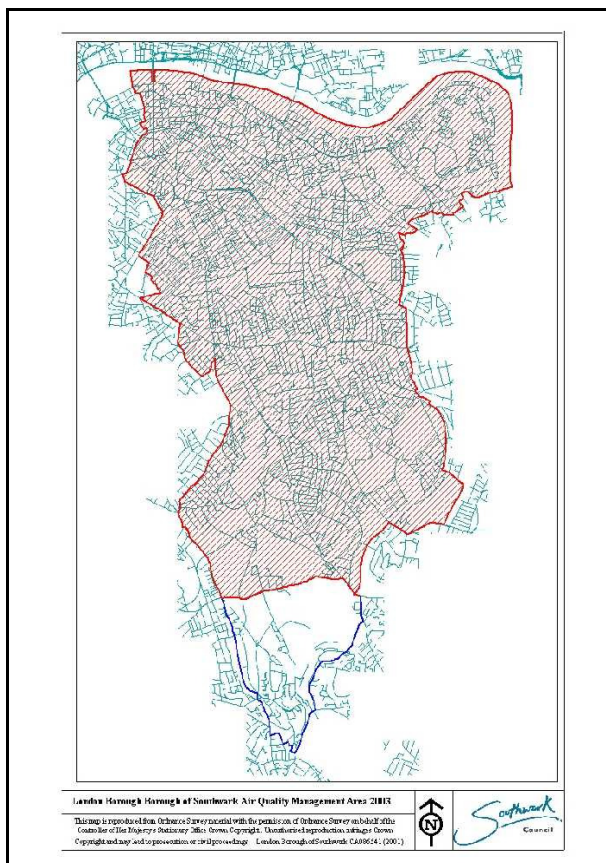 London Borough Borough of Southwark Air Quality Management Area 2003
This map is reproduced from Ordnance Survey material with the permission of Ordnance Survey on behalf of the
Controller of Her Majesty's Stationary Office Crown Copyright. Unauthorised reproduction infringes Crown
Copyright and may lead to prosecution or civil proceedings London Borough of Southwark (2001)
N
Southwark
Council